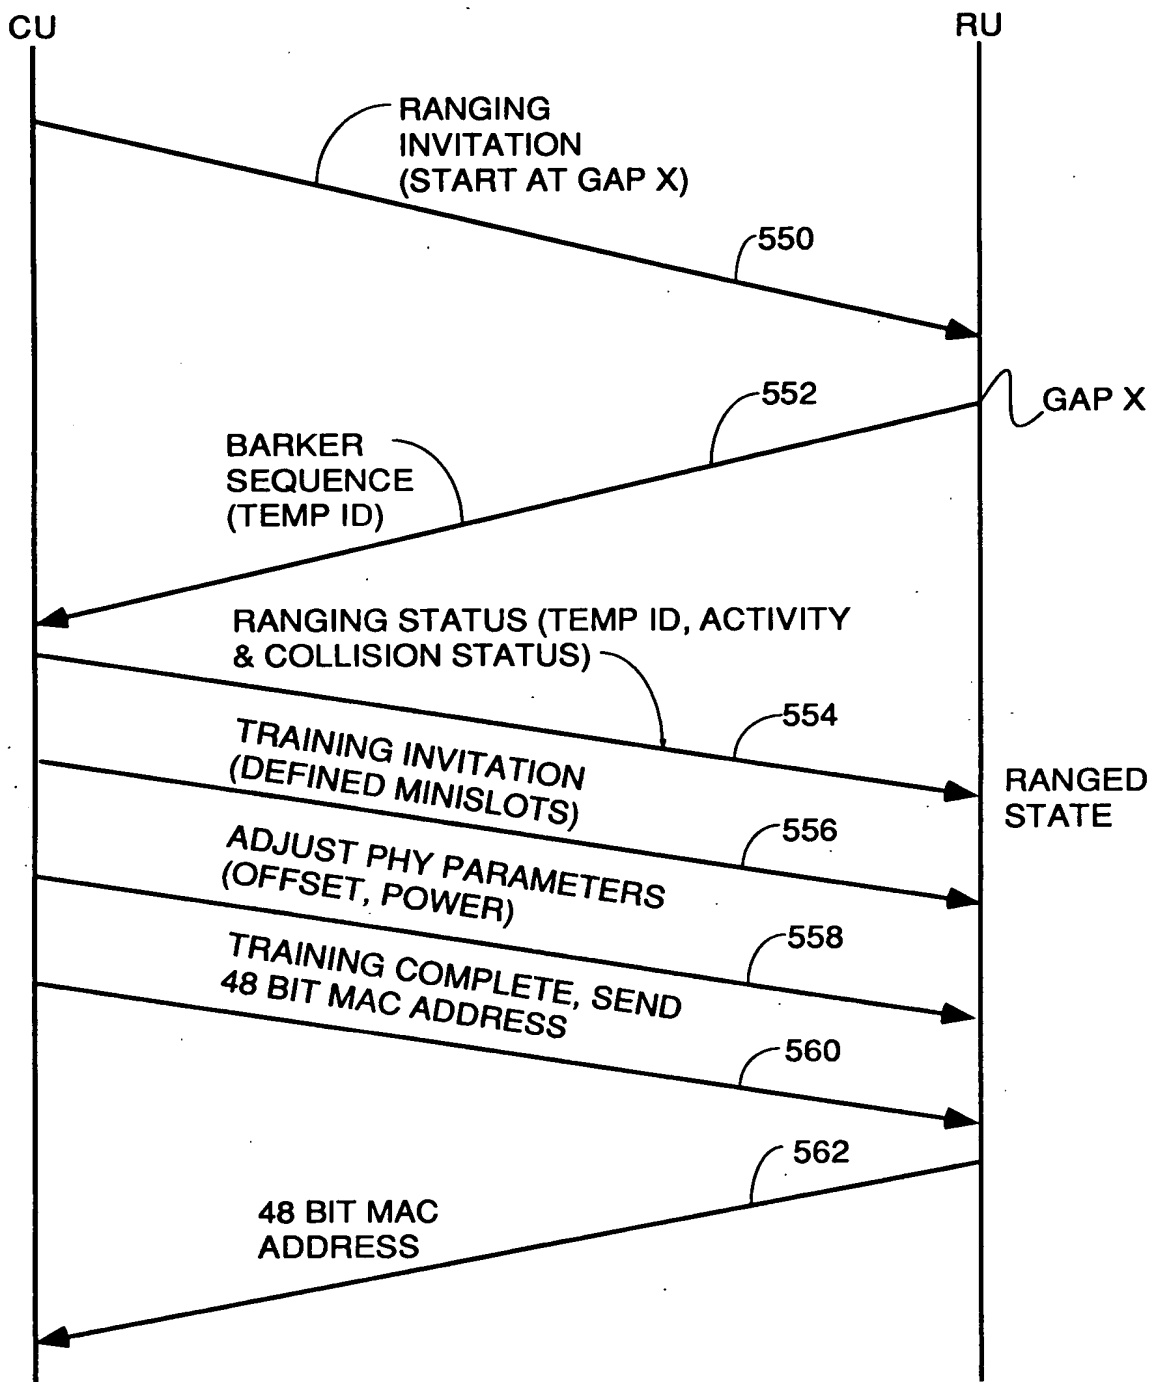 CU
RU
RANGING
INVITATION
(START AT GAP X)
550
552
GAP X
BARKER
SEQUENCE
(TEMP ID)
RANGING STATUS (TEMP ID, ACTIVITY
& COLLISION STATUS)
554
TRAINING INVITATION
(DEFINED MINISLOTS)
RANGED
STATE
556
ADJUST PHY PARAMETERS
(OFFSET, POWER)
558
TRAINING COMPLETE, SEND
48 BIT MAC ADDRESS
560
562
48 BIT MAC
ADDRESS